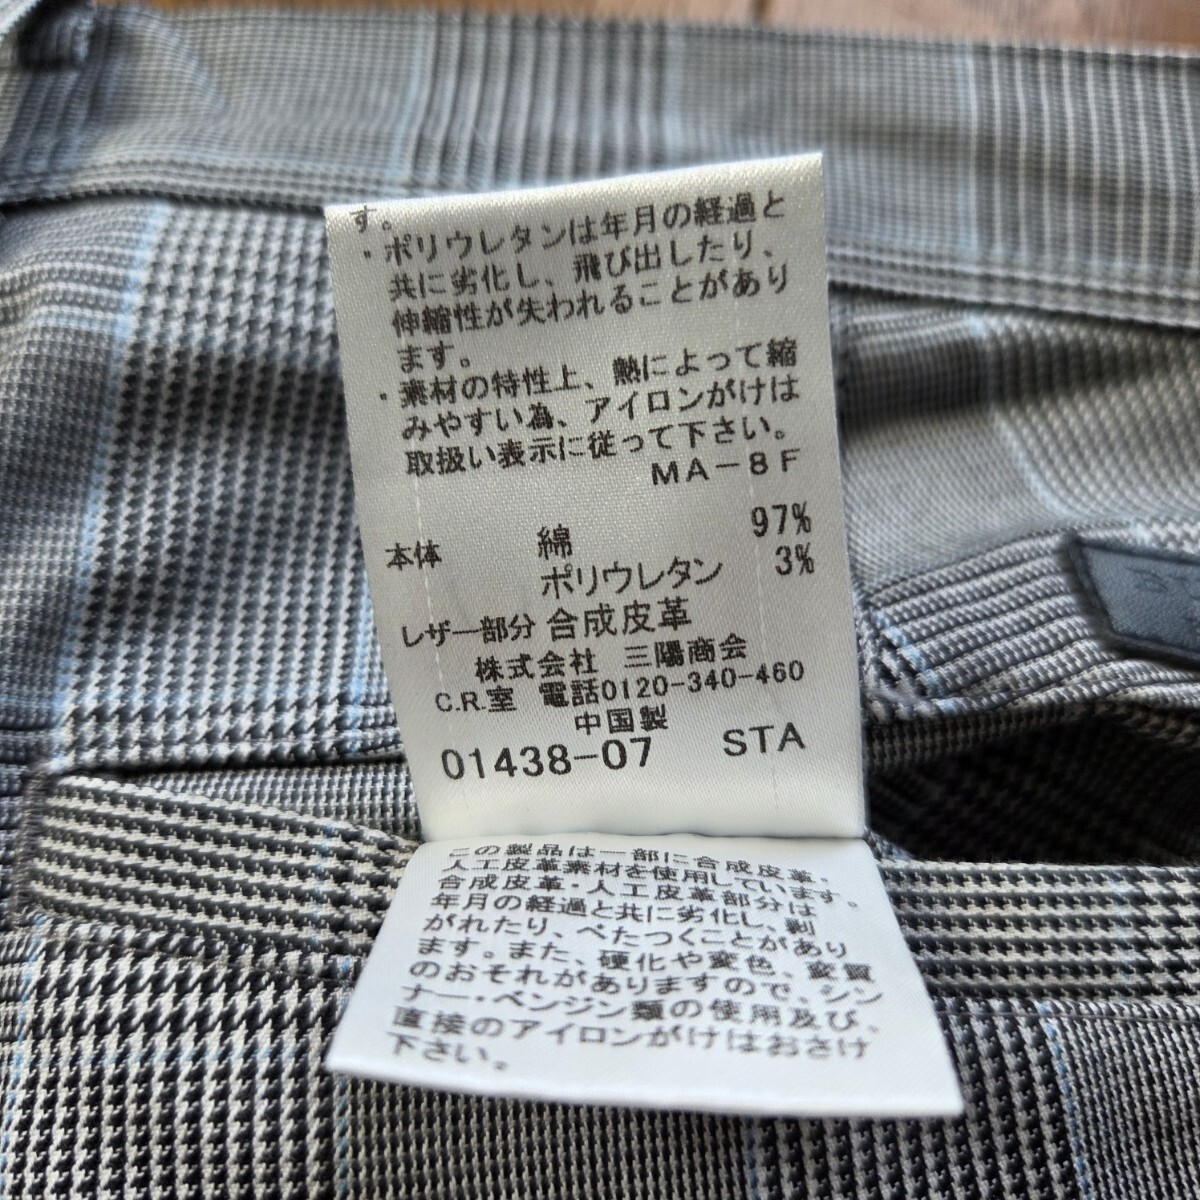 す。
・ポリウレタンは年月の経過と
共に劣化し、飛び出したり、
伸縮性が失われることがあり
ます。
・素材の特性上、熱によって縮
みやすい為、アイロンがけは
取扱い表示に従って下さい。
MA-8F
本体 綿 97%
ポリウレタン 3%
レザー部分 合成皮革
株式会社 三陽商会
C.R.室 電話0120-340-460
中国製
01438-07 STA
この製品は一部に合成皮革、
人工皮革素材を使用しています。
合成皮革・人工皮革部分は
年月の経過と共に劣化し、剥
がれたり、べたつくことがあり
ます。また、硬化や変色、変質
のおそれがありますので、シン
ナー・ベンジン類の使用及び、
直接のアイロンがけはおさけ
下さい。